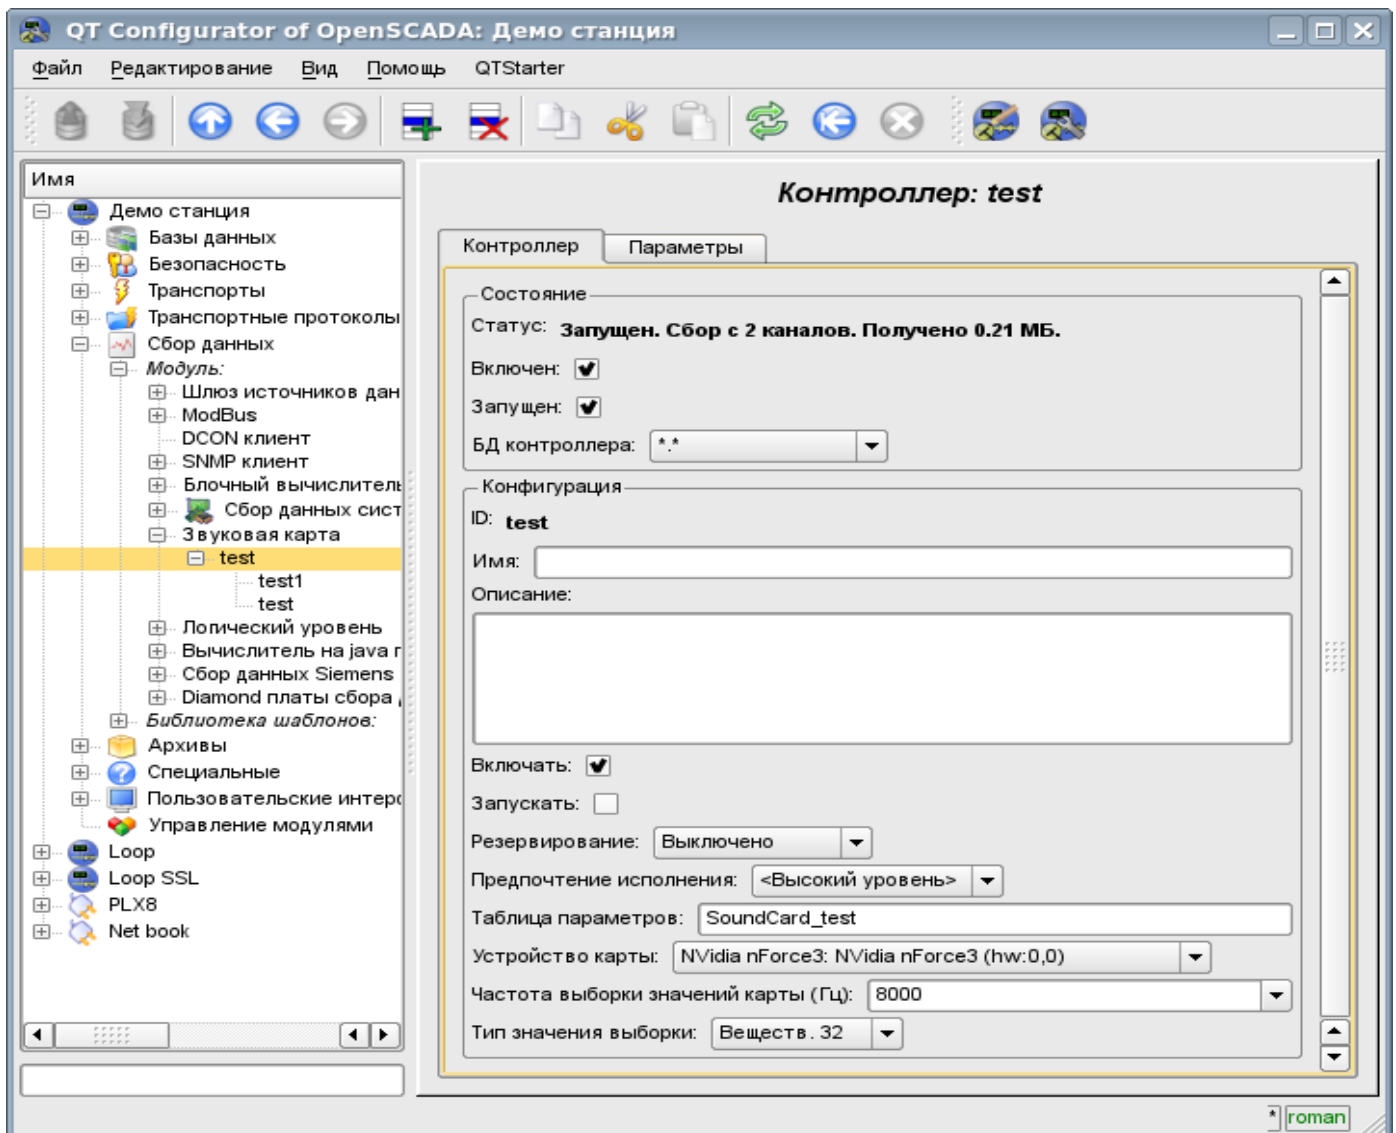 QT Configurator of OpenSCADA: Демо станция
Файл Редактирование Вид Помощь QTStarter
Имя
Демо станция
Базы данных
Безопасность
Транспорты
Транспортные протоколы
Сбор данных
Модуль:
Шлюз источников дан
ModBus
DCON клиент
SNMP клиент
Блочный вычислитель
Сбор данных сист
Звуковая карта
test
test1
test
Логический уровень
Вычислитель на java
Сбор данных Siemens
Diamond платы сбора
Библиотека шаблонов:
Архивы
Специальные
Пользовательские интер
Управление модулями
Loop
Loop SSL
PLX8
Net book
Контроллер: test
Контроллер Параметры
Состояние
Статус: Запущен. Сбор с 2 каналов. Получено 0.21 МБ.
Включен:
Запущен:
БД контроллера: *.*
Конфигурация
ID: test
Имя:
Описание:
Включать:
Запускать:
Резервирование: Выключено
Предпочтение исполнения: <Высокий уровень>
Таблица параметров: SoundCard_test
Устройство карты: NVidia nForce3: NVidia nForce3 (hw:0,0)
Частота выборки значений карты (Гц): 8000
Тип значения выборки: Веществ. 32
* roman